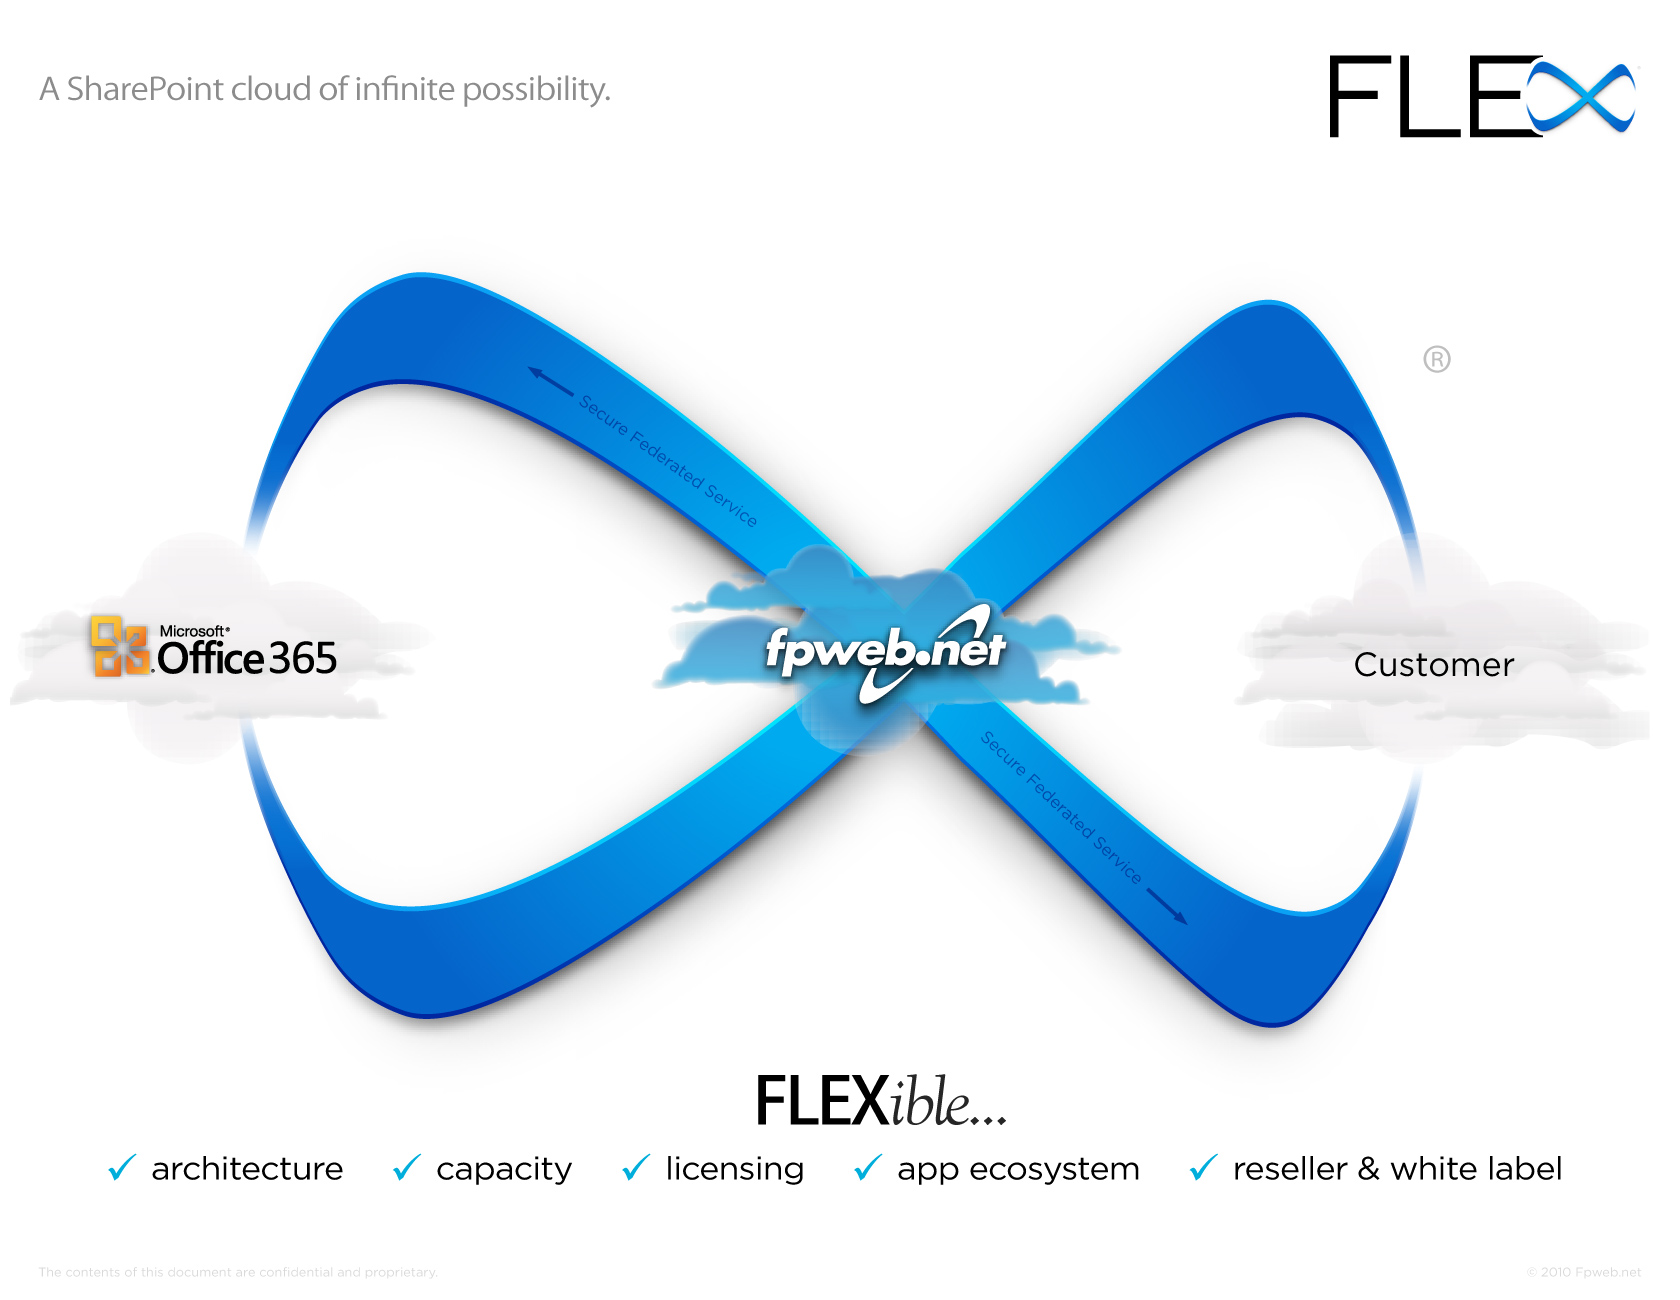 A SharePoint cloud of infinite possibility.
FLEX
®
Secure Federated Service
Microsoft®
Office 365
fpweb.net
Customer
Secure Federated Service
FLEXible...
✓ architecture ✓ capacity ✓ licensing ✓ app ecosystem ✓ reseller & white label
The contents of this document are confidential and proprietary.
© 2010 Fpweb.net